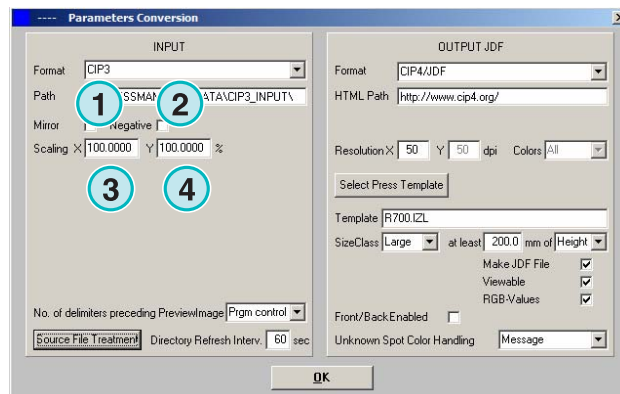 ---- Parameters Conversion
INPUT
Format CIP3
Path SSMAN ATA\CIP3_INPUT\
1 2
Mirror Negative
Scaling X 100.0000 Y 100.0000 %
3 4
No. of delimiters preceding PreviewImage Prgm control
Source File Treatment Directory Refresh Interv. 60 sec
OUTPUT JDF
Format CIP4/JDF
HTML Path http://www.cip4.org/
Resolution X 50 Y 50 dpi Colors All
Select Press Template
Template R700.IZL
SizeClass Large at least 200.0 mm of Height
Make JDF File
Viewable
RGB-Values
Front/Back Enabled
Unknown Spot Color Handling Message
OK